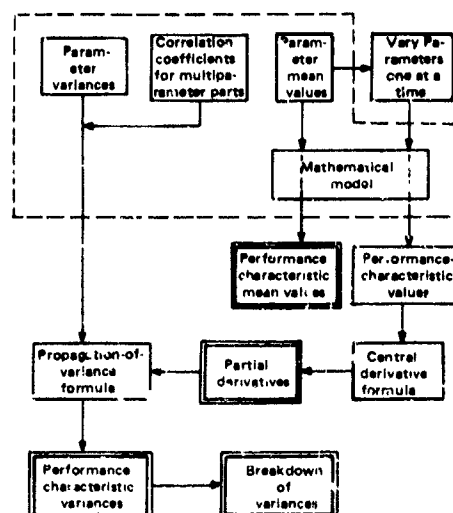 Param-
eter
variances
Correlation
coefficients
for multipa-
rameter parts
Param-
eter
mean
values
Vary Pa-
rameters
one at a
time
Mathematical
model
Performance
characteristic
mean values
Performance-
characteristic
values
Propagation-of-
variance
formula
Partial
derivatives
Central
derivative
formula
Performance
characteristic
variances
Breakdown
of
variances